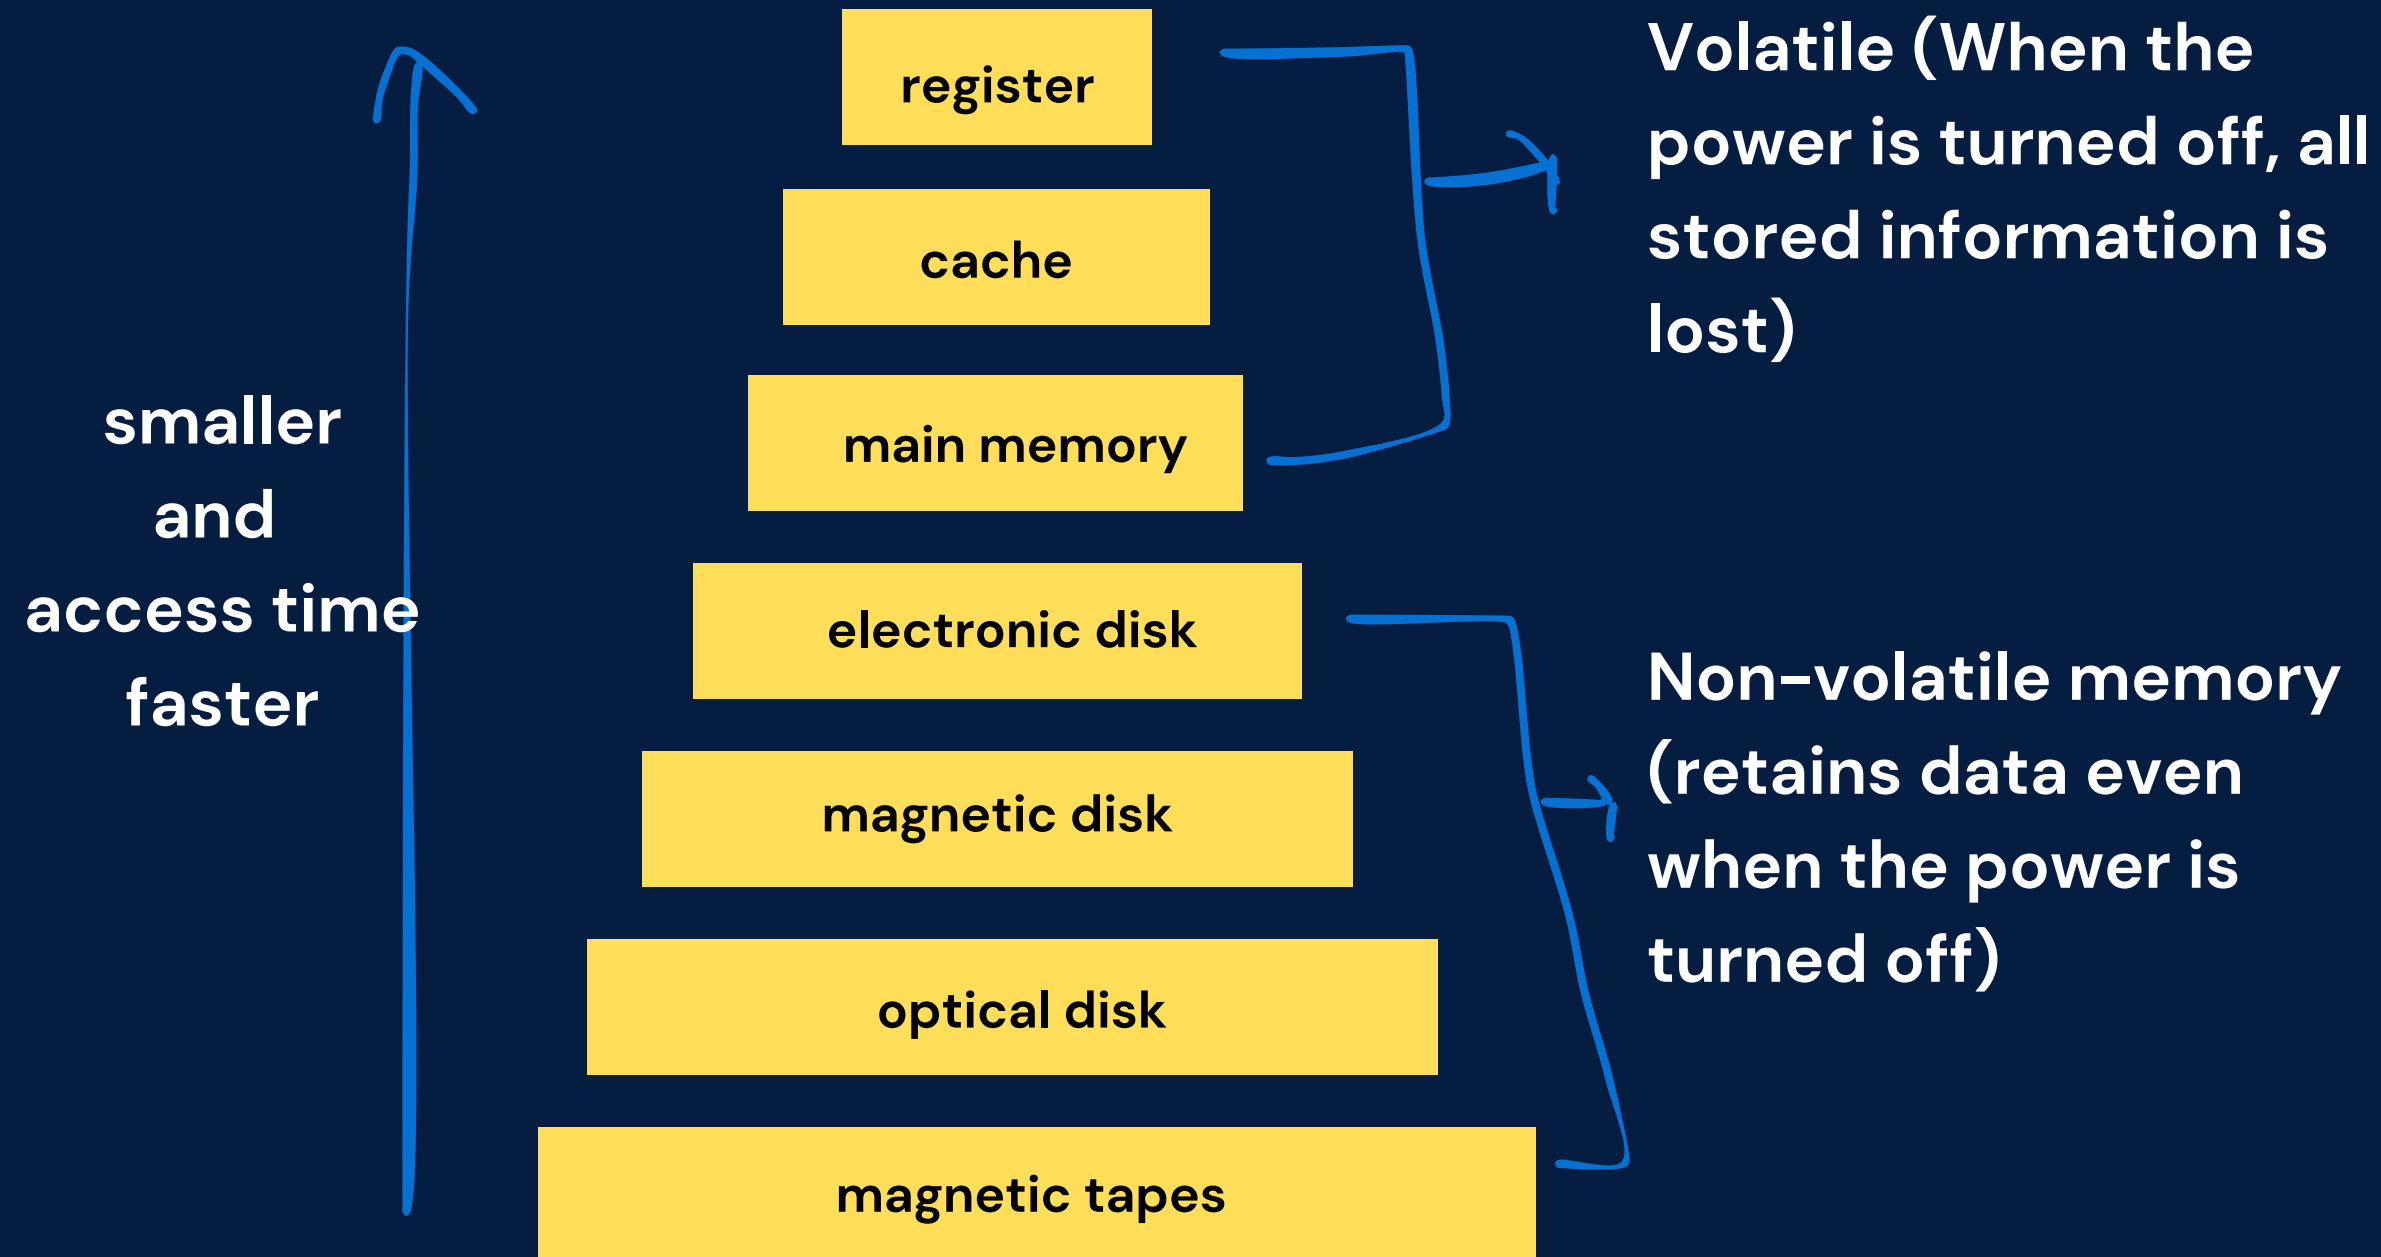 register
cache
main memory
electronic disk
magnetic disk
optical disk
magnetic tapes
smaller
and
access time
faster
Volatile (When the
power is turned off, all
stored information is
lost)
Non-volatile memory
(retains data even
when the power is
turned off)